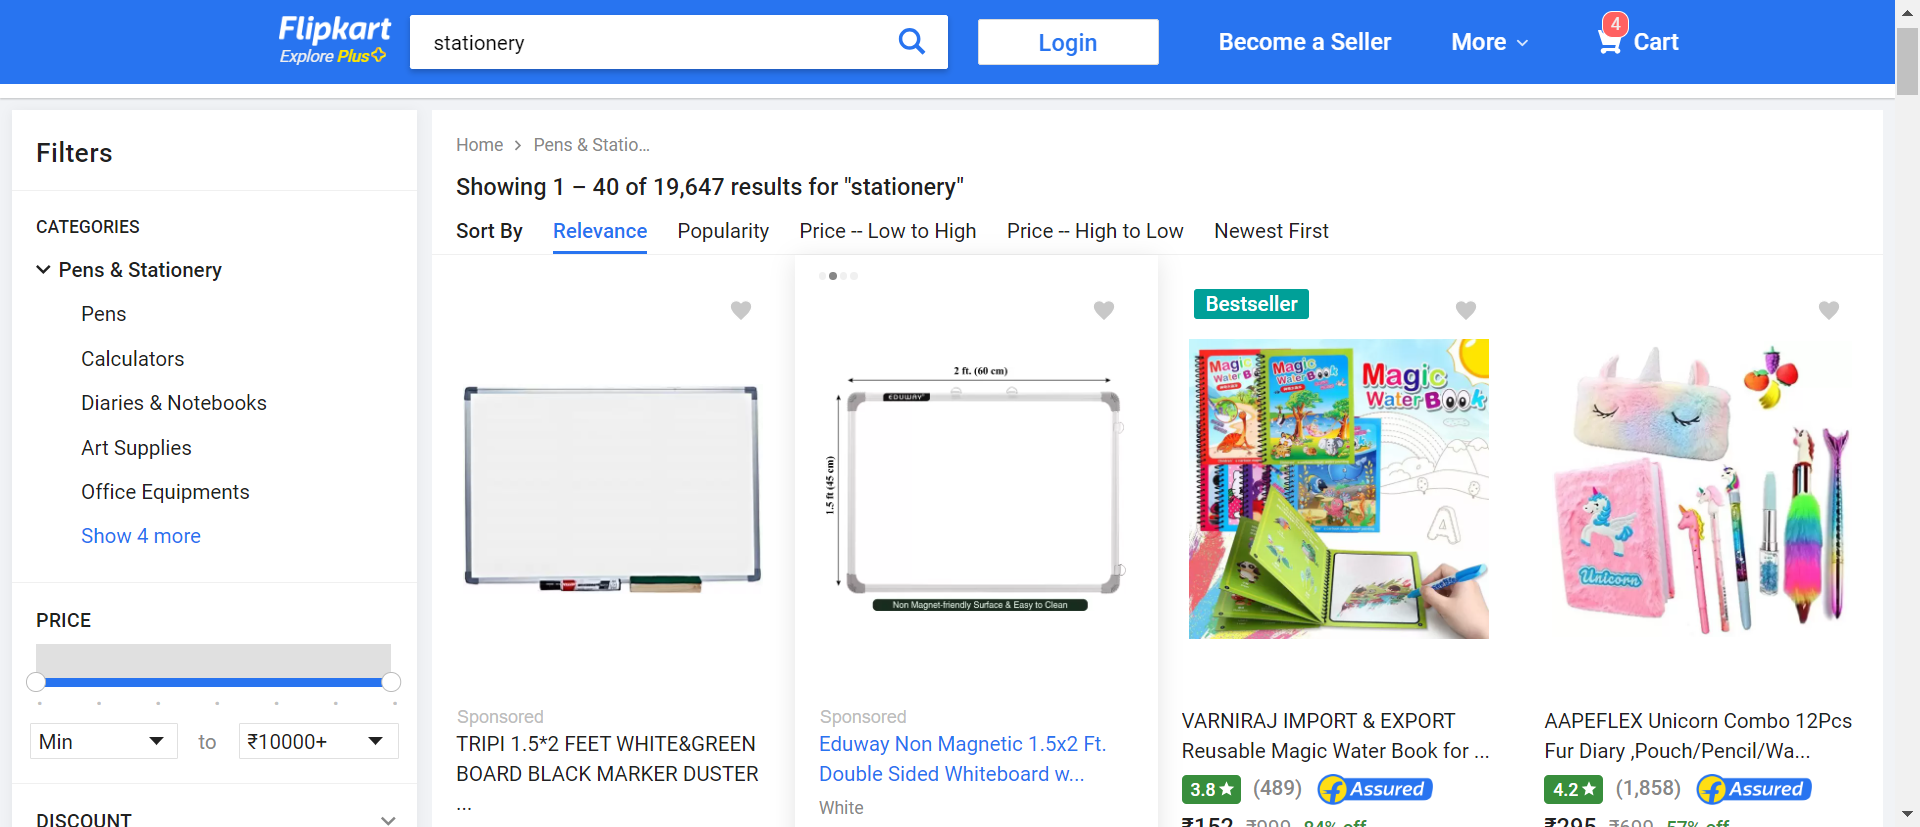 Flipkart
Explore Plus
stationery
Login
Become a Seller
More
4
Cart
Filters
CATEGORIES
Pens & Stationery
Pens
Calculators
Diaries & Notebooks
Art Supplies
Office Equipments
Show 4 more
PRICE
Min
to
₹10000+
DISCOUNT
Home
Pens & Statio...
Showing 1 – 40 of 19,647 results for "stationery"
Sort By
Relevance
Popularity
Price -- Low to High
Price -- High to Low
Newest First
Sponsored
TRIPI 1.5*2 FEET WHITE&GREEN
BOARD BLACK MARKER DUSTER
...
2 ft. (60 cm)
1.5 ft (45 cm)
EDUWAY
Non Magnet-friendly Surface & Easy to Clean
Sponsored
Eduway Non Magnetic 1.5x2 Ft.
Double Sided Whiteboard w...
White
Bestseller
Magic
Water B
Magic
Water Book
Magic
Water Book
A
VARNIRAJ IMPORT & EXPORT
Reusable Magic Water Book for ...
3.8
(489)
Assured
₹152 ₹999 84% off
Unicorn
AAPEFLEX Unicorn Combo 12Pcs
Fur Diary ,Pouch/Pencil/Wa...
4.2
(1,858)
Assured
₹295 ₹699 57% off